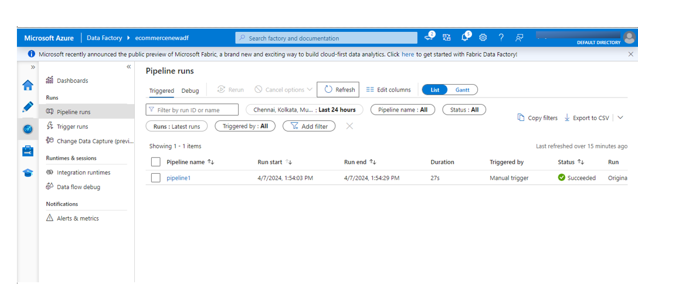 Microsoft Azure | Data Factory ▸ ecommercenewadf
Search factory and documentation
DEFAULT DIRECTORY
Microsoft recently announced the public preview of Microsoft Fabric, a brand new and exciting way to build cloud-first data analytics. Click here to get started with Fabric Data Factory!
Dashboards
Runs
Pipeline runs
Trigger runs
Change Data Capture (previ...
Runtimes & sessions
Integration runtimes
Data flow debug
Notifications
Alerts & metrics
Pipeline runs
Triggered Debug Rerun Cancel options Refresh Edit columns List Gantt
Filter by run ID or name Chennai, Kolkata, Mu... : Last 24 hours Pipeline name : All Status : All
Copy filters Export to CSV
Runs : Latest runs Triggered by : All Add filter
Showing 1 - 1 items
Last refreshed over 15 minutes ago
Pipeline name Run start Run end Duration Triggered by Status Run
pipeline1 4/7/2024, 1:54:03 PM 4/7/2024, 1:54:29 PM 27s Manual trigger Succeeded Origina